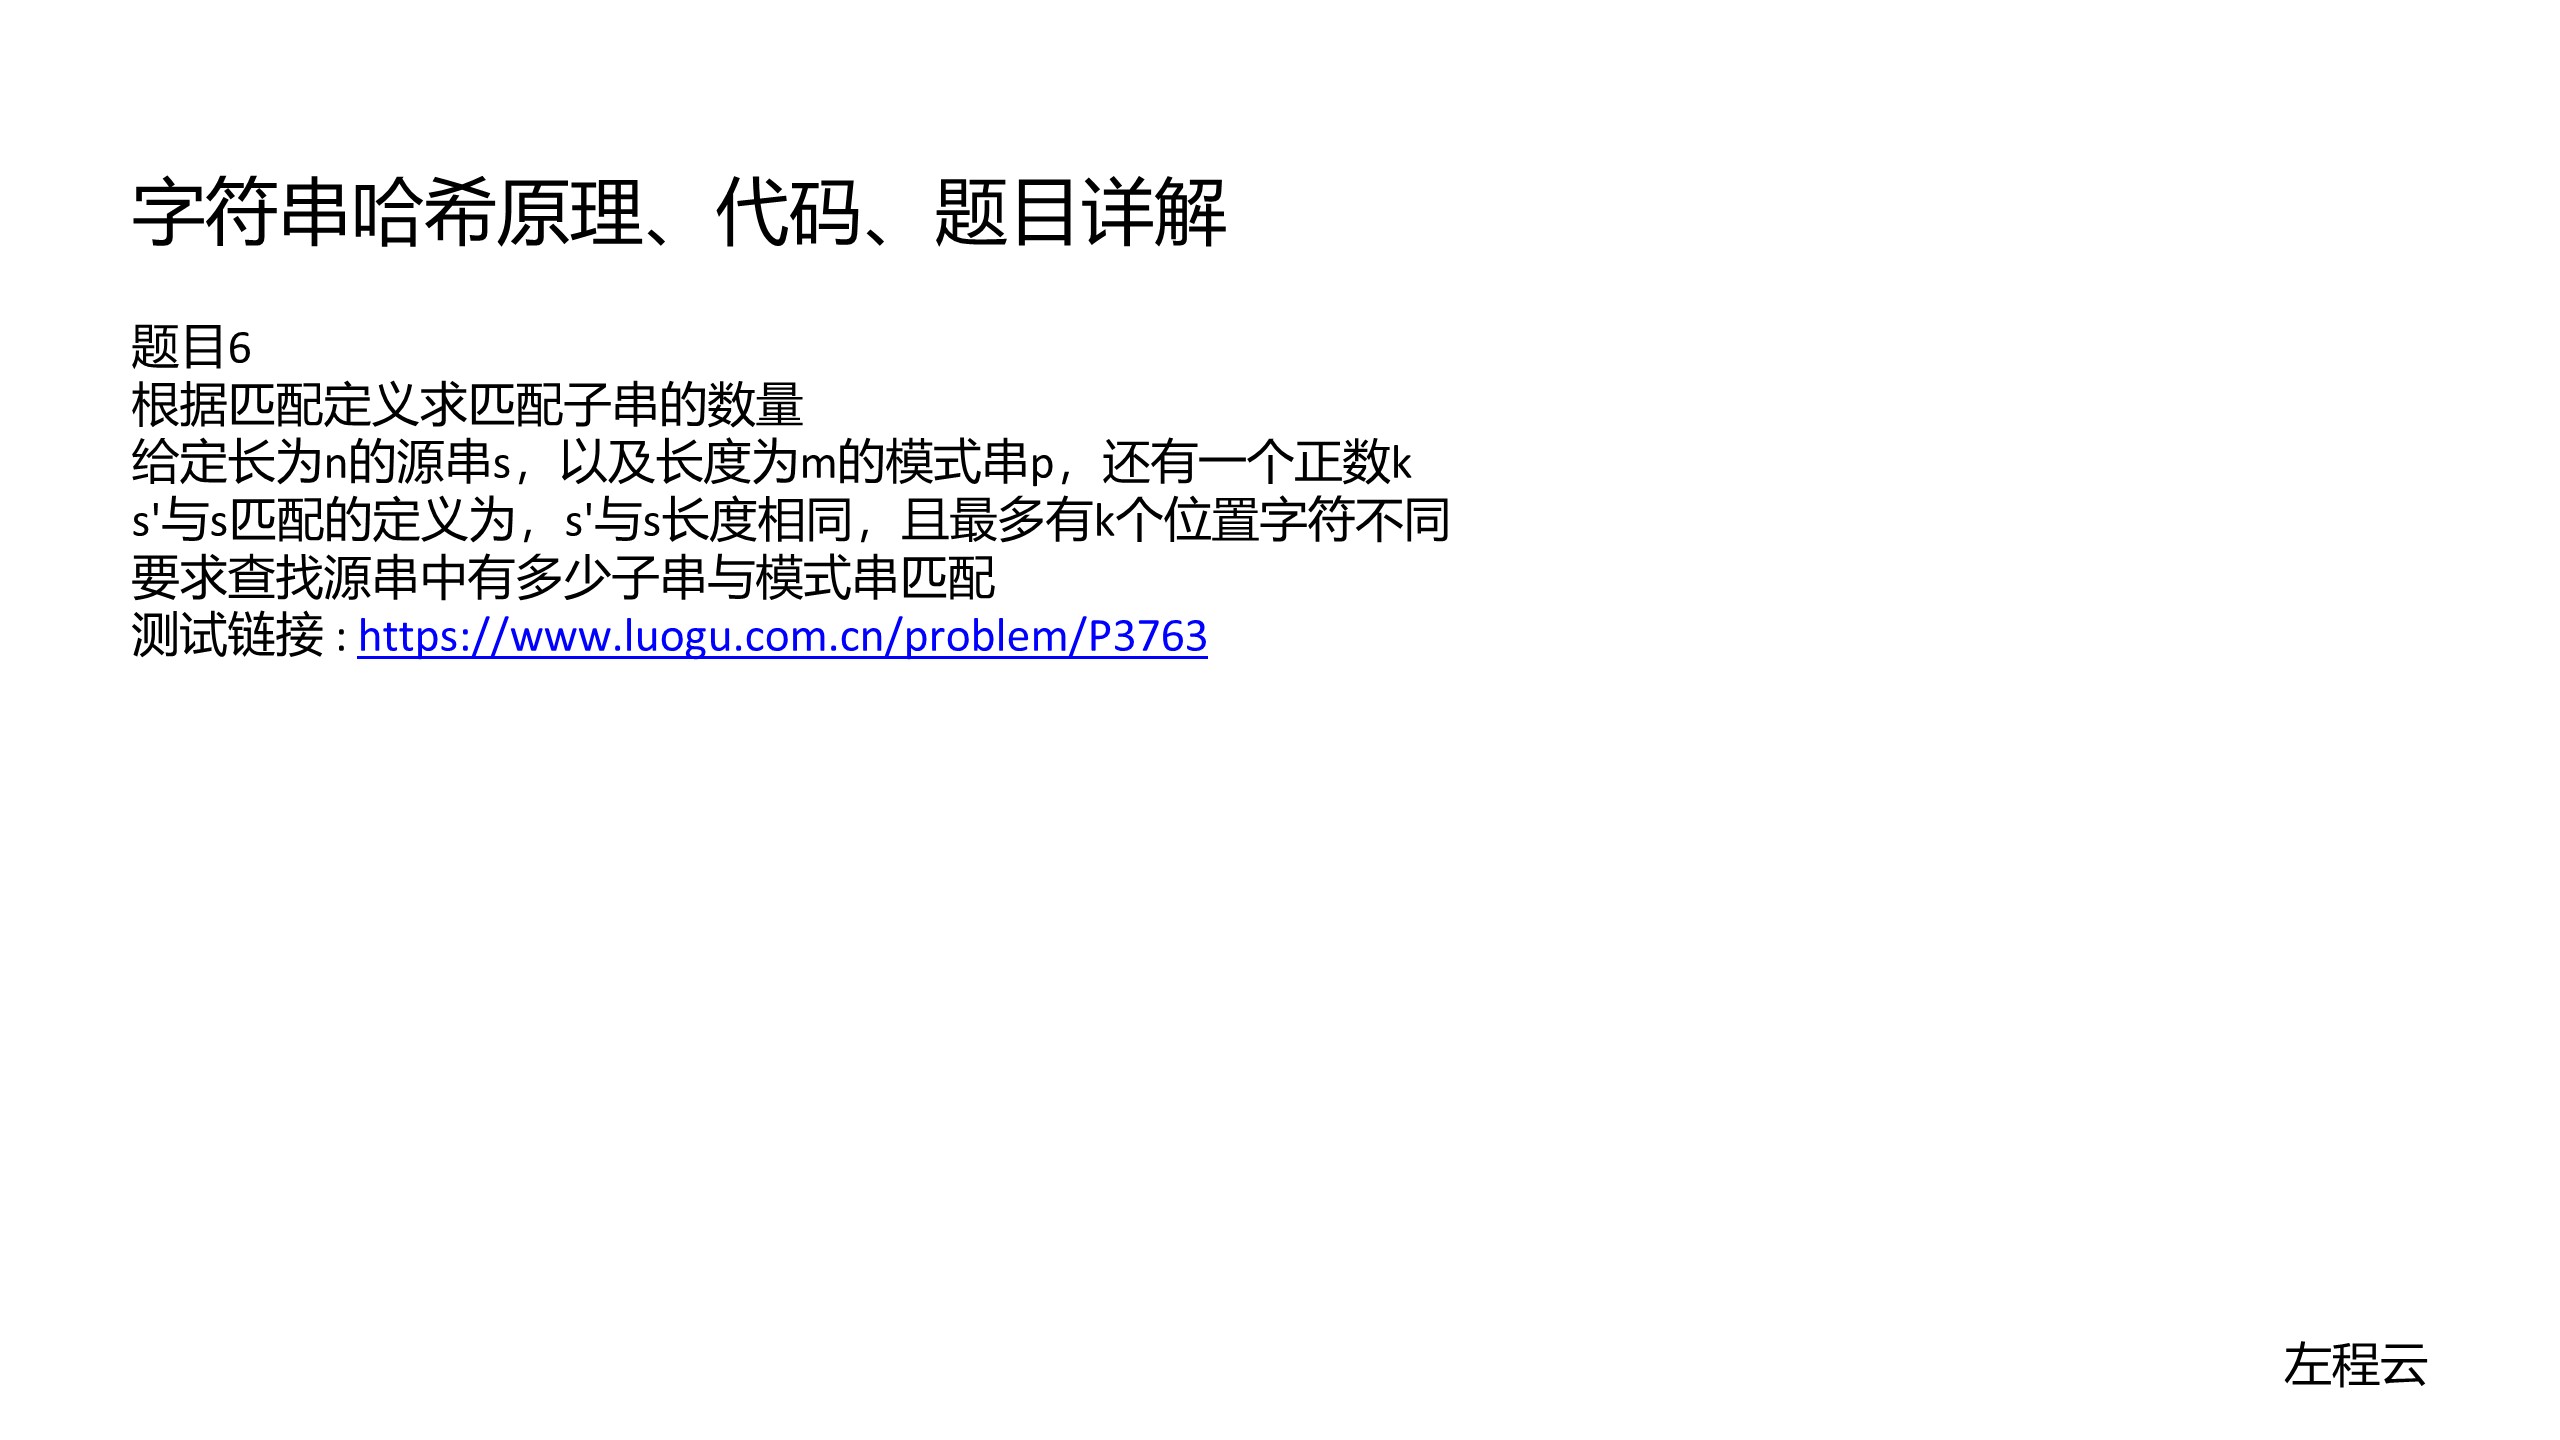 字符串哈希原理、代码、题目详解
题目6
根据匹配定义求匹配子串的数量
给定长为n的源串s，以及长度为m的模式串p，还有一个正数k
s'与s匹配的定义为，s'与s长度相同，且最多有k个位置字符不同
要求查找源串中有多少子串与模式串匹配
测试链接 : https://www.luogu.com.cn/problem/P3763
左程云